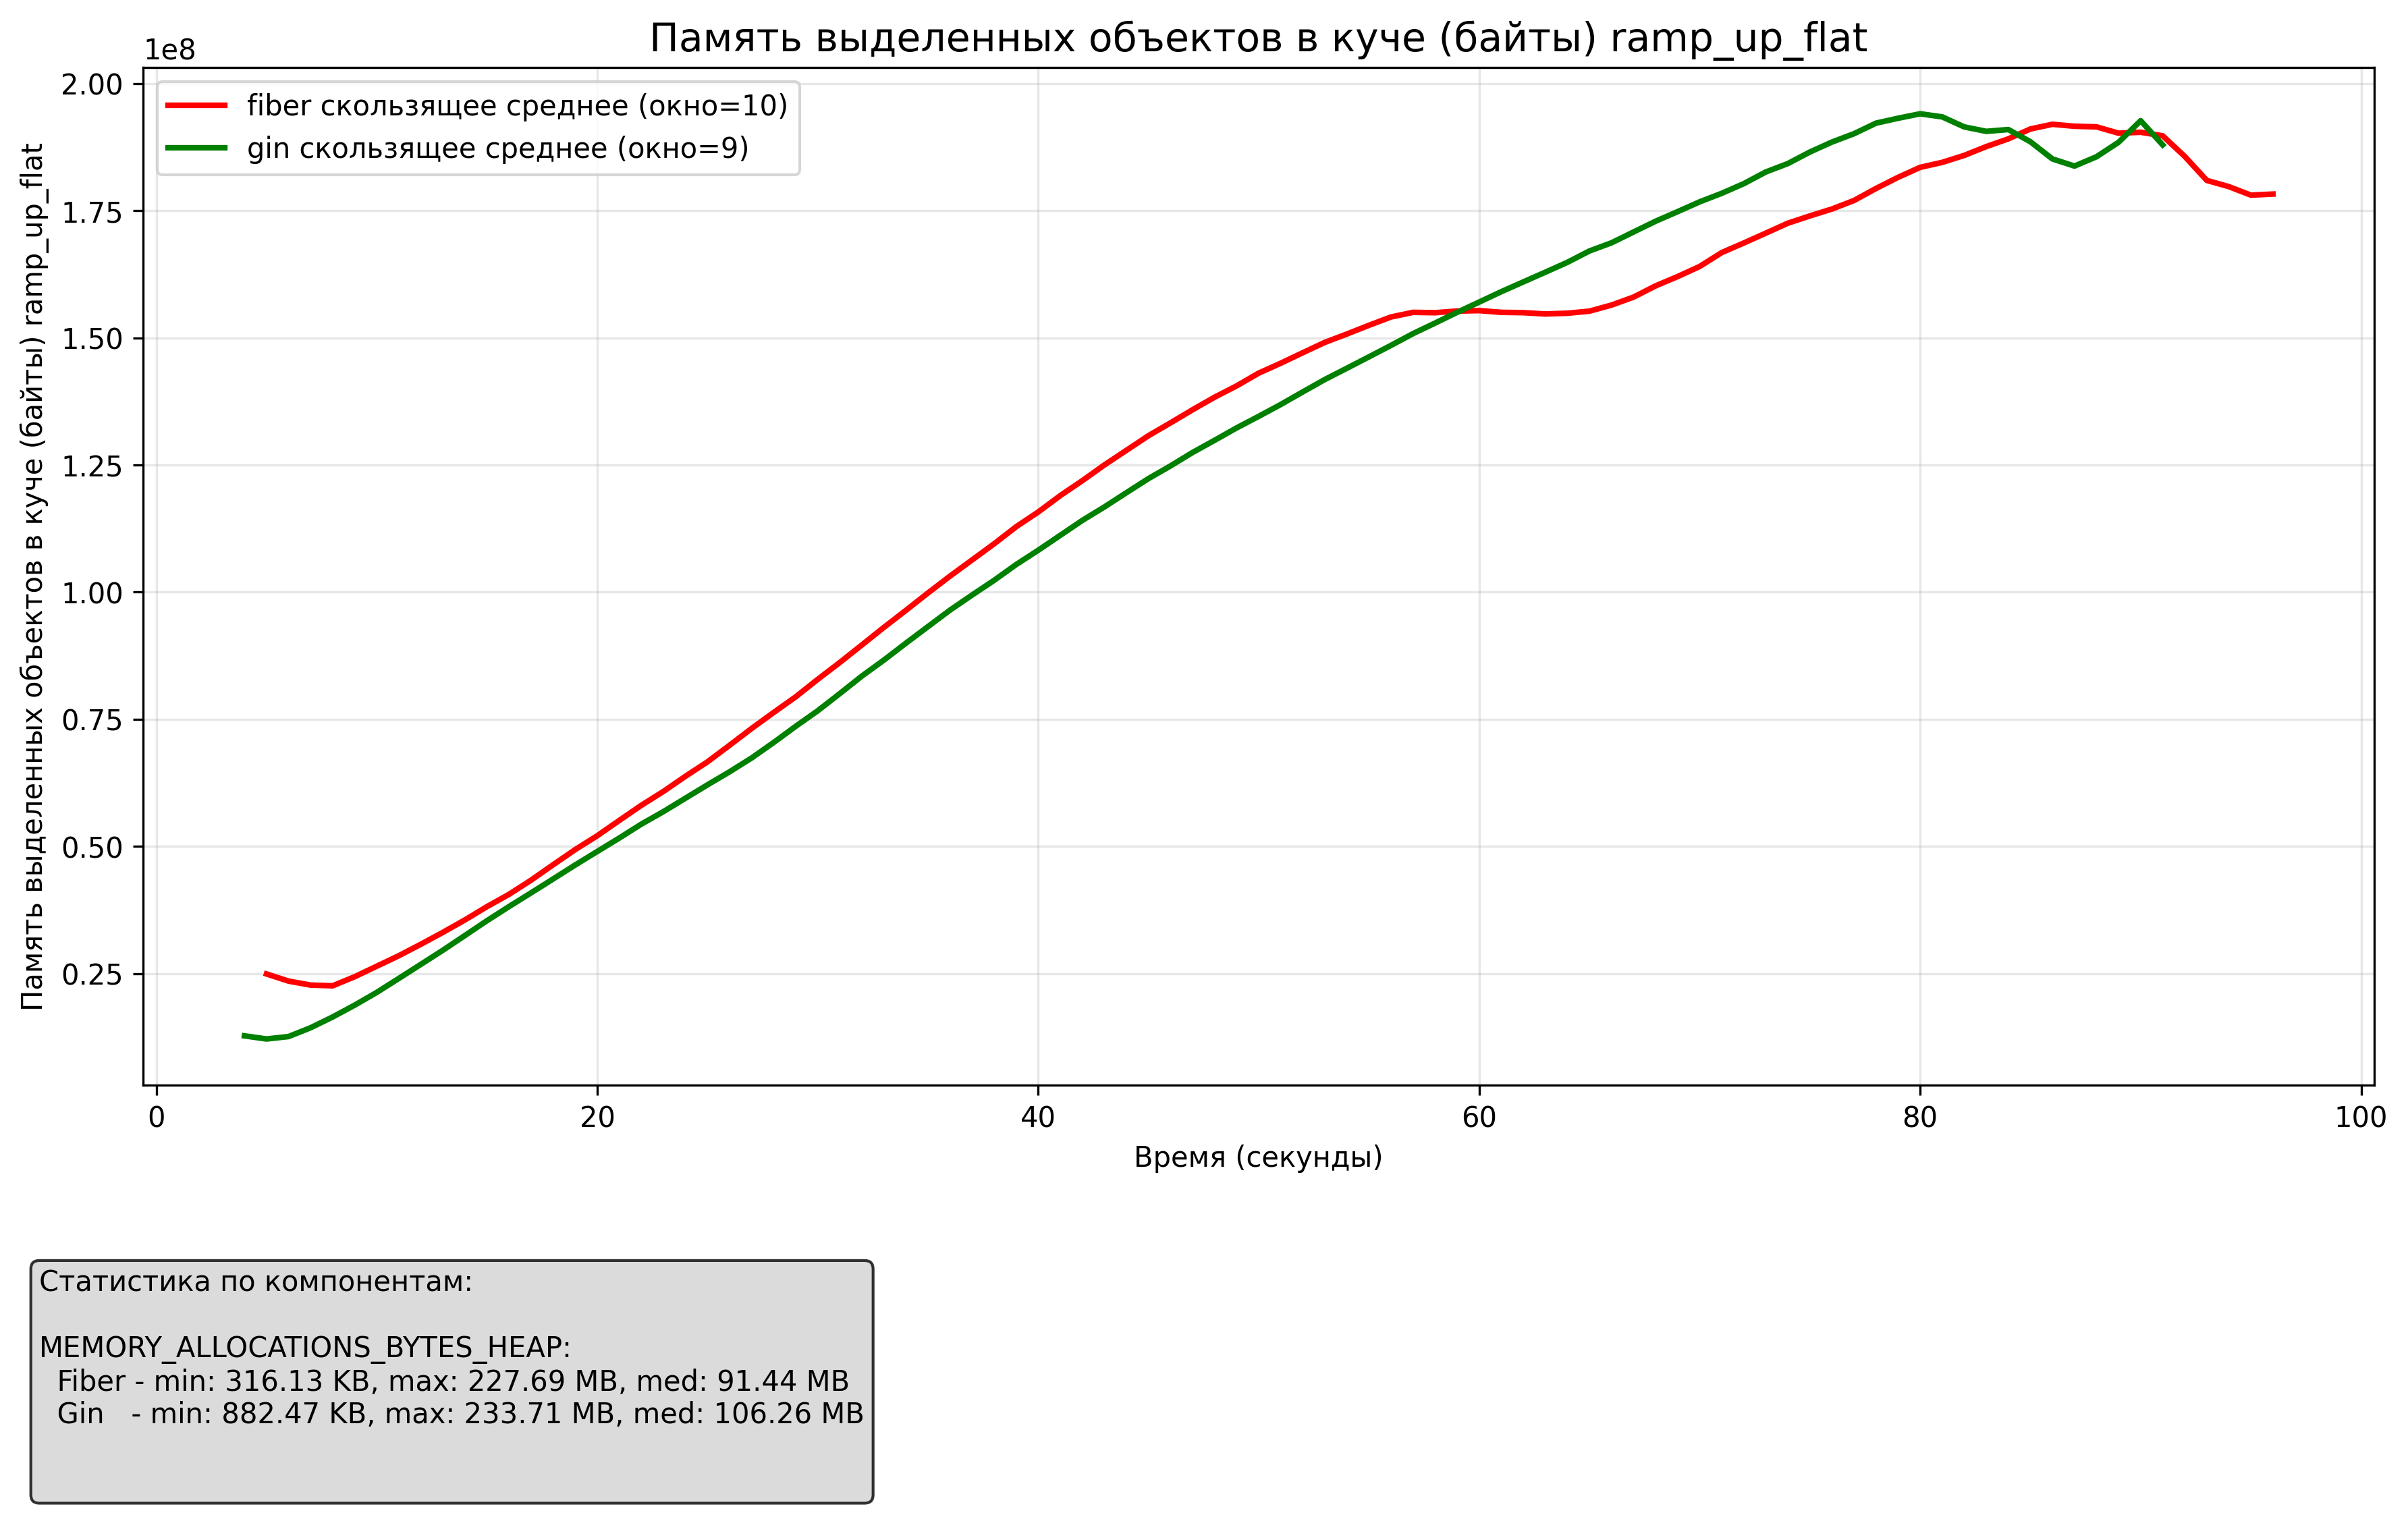 Память выделенных объектов в куче (байты) ramp_up_flat
1e8
fiber скользящее среднее (окно=10)
gin скользящее среднее (окно=9)
Память выделенных объектов в куче (байты) ramp_up_flat
2.00
1.75
1.50
1.25
1.00
0.75
0.50
0.25
0 20 40 60 80 100
Время (секунды)
Статистика по компонентам:
MEMORY_ALLOCATIONS_BYTES_HEAP:
Fiber - min: 316.13 KB, max: 227.69 MB, med: 91.44 MB
Gin - min: 882.47 KB, max: 233.71 MB, med: 106.26 MB